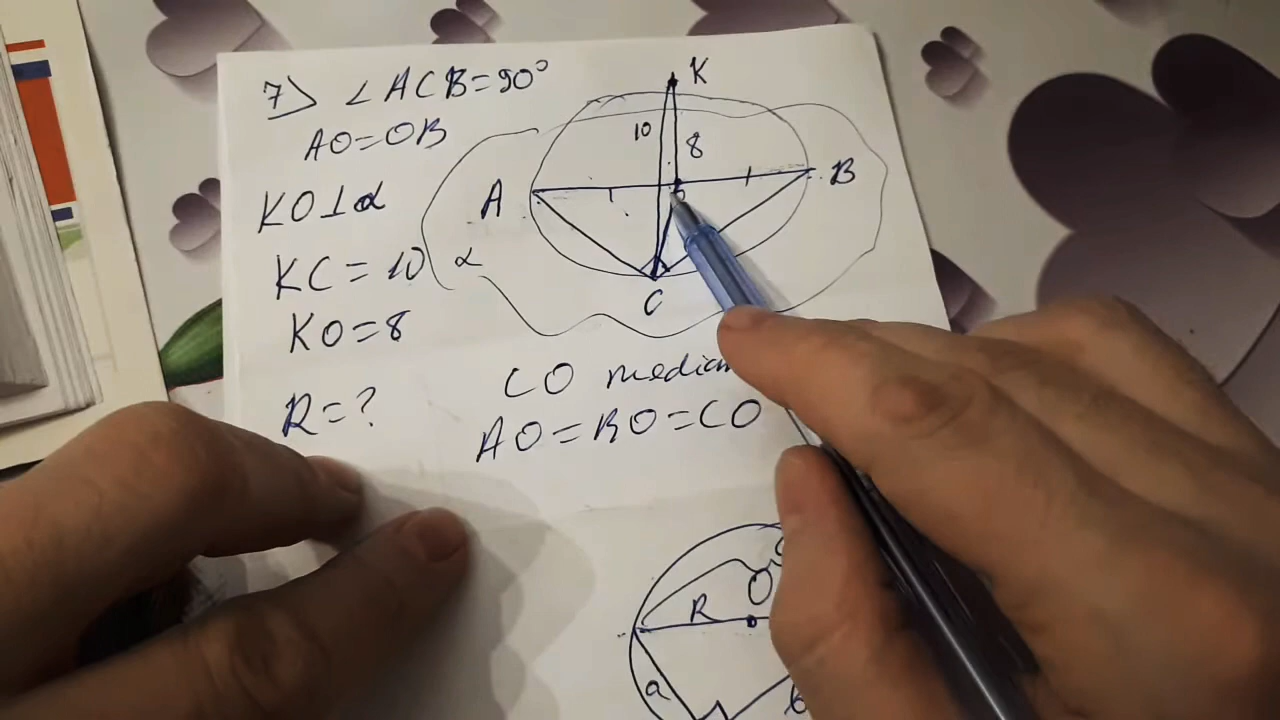 7) ∠ACB=90°
AO=OB
KO⊥α
KC=10
KO=8
R=?
K
10
8
A
B
α
C
CO
AO=BO=CO
O
R
a